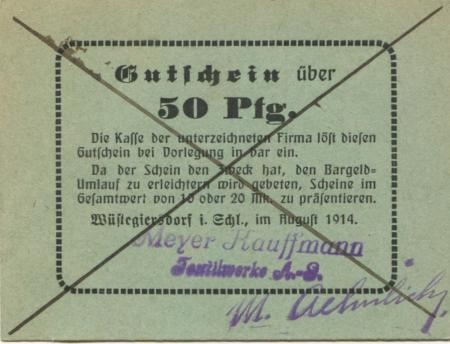 Gutschein über
50 Pfg.
Die Kasse der unterzeichneten Firma löst diesen
Gutschein bei Vorlegung in bar ein.
Da der Schein den Zweck hat, den Bargeld-
Umlauf zu erleichtern wird gebeten, Scheine im
Gesamtwert von 10 oder 20 Mk. zu präsentieren.
Wüstegiersdorf i. Schl., im August 1914.
Meyer Kauffmann
Textilwerke A.-G.
M.